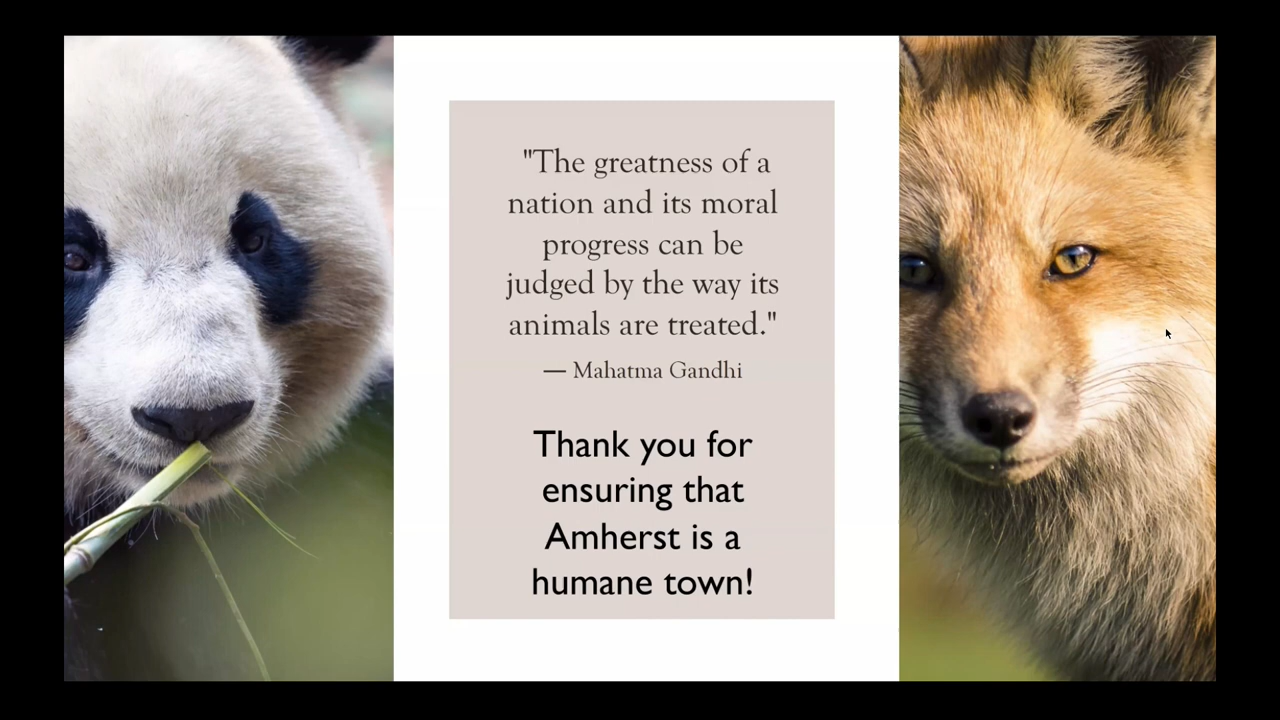 "The greatness of a
nation and its moral
progress can be
judged by the way its
animals are treated."
— Mahatma Gandhi
Thank you for
ensuring that
Amherst is a
humane town!